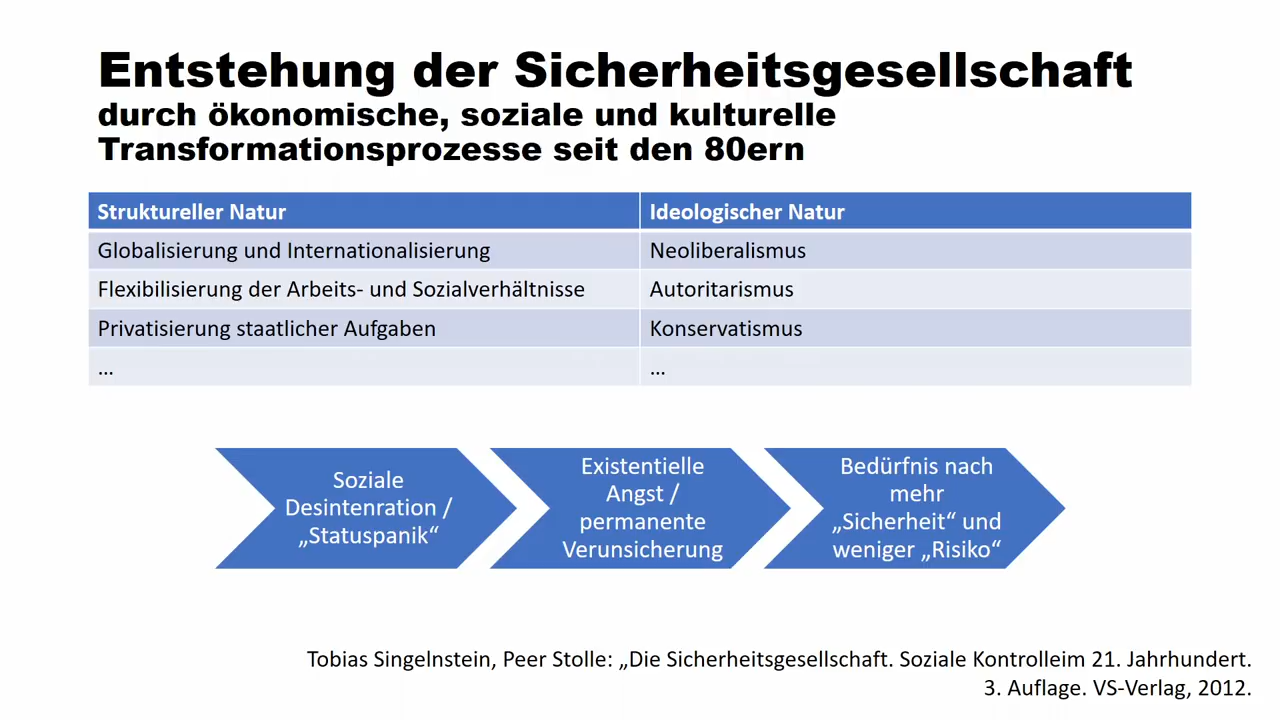 Entstehung der Sicherheitsgesellschaft
durch ökonomische, soziale und kulturelle
Transformationsprozesse seit den 80ern
Struktureller Natur
Ideologischer Natur
Globalisierung und Internationalisierung
Neoliberalismus
Flexibilisierung der Arbeits- und Sozialverhältnisse
Autoritarismus
Privatisierung staatlicher Aufgaben
Konservatismus
...
...
Soziale
Desintenration /
„Statuspanik“
Existentielle
Angst /
permanente
Verunsicherung
Bedürfnis nach
mehr
„Sicherheit“ und
weniger „Risiko“
Tobias Singelnstein, Peer Stolle: „Die Sicherheitsgesellschaft. Soziale Kontrolleim 21. Jahrhundert.
3. Auflage. VS-Verlag, 2012.